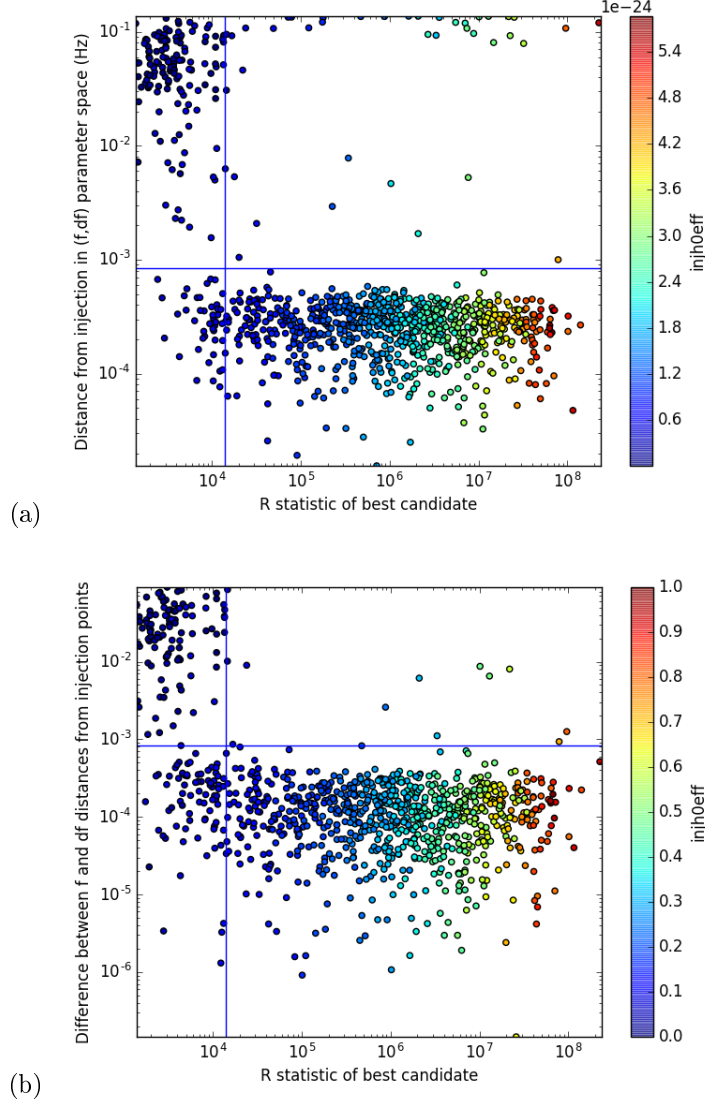 1e−24
10^-1
10^-2
10^-3
10^-4
Distance from injection in (f,df) parameter space (Hz)
10^4 10^5 10^6 10^7 10^8
R statistic of best candidate
5.4
4.8
4.2
3.6
3.0
2.4
1.8
1.2
0.6
injh0eff
(a)
10^-2
10^-3
10^-4
10^-5
10^-6
Difference between f and df distances from injection points
10^4 10^5 10^6 10^7 10^8
R statistic of best candidate
1.0
0.9
0.8
0.7
0.6
0.5
0.4
0.3
0.2
0.1
0.0
injh0eff
(b)